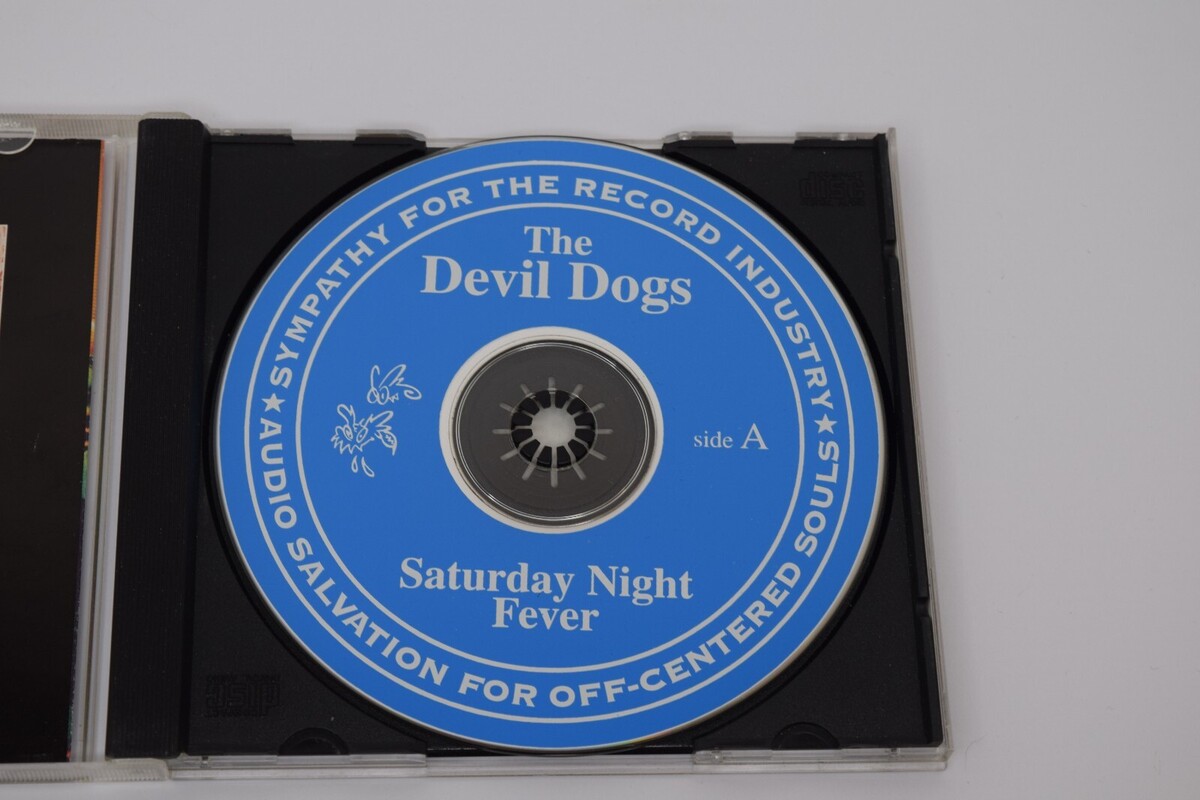 SYMPATHY FOR THE RECORD INDUSTRY
The
Devil Dogs
side A
Saturday Night
Fever
★AUDIO SALVATION FOR OFF-CENTERED SOULS★